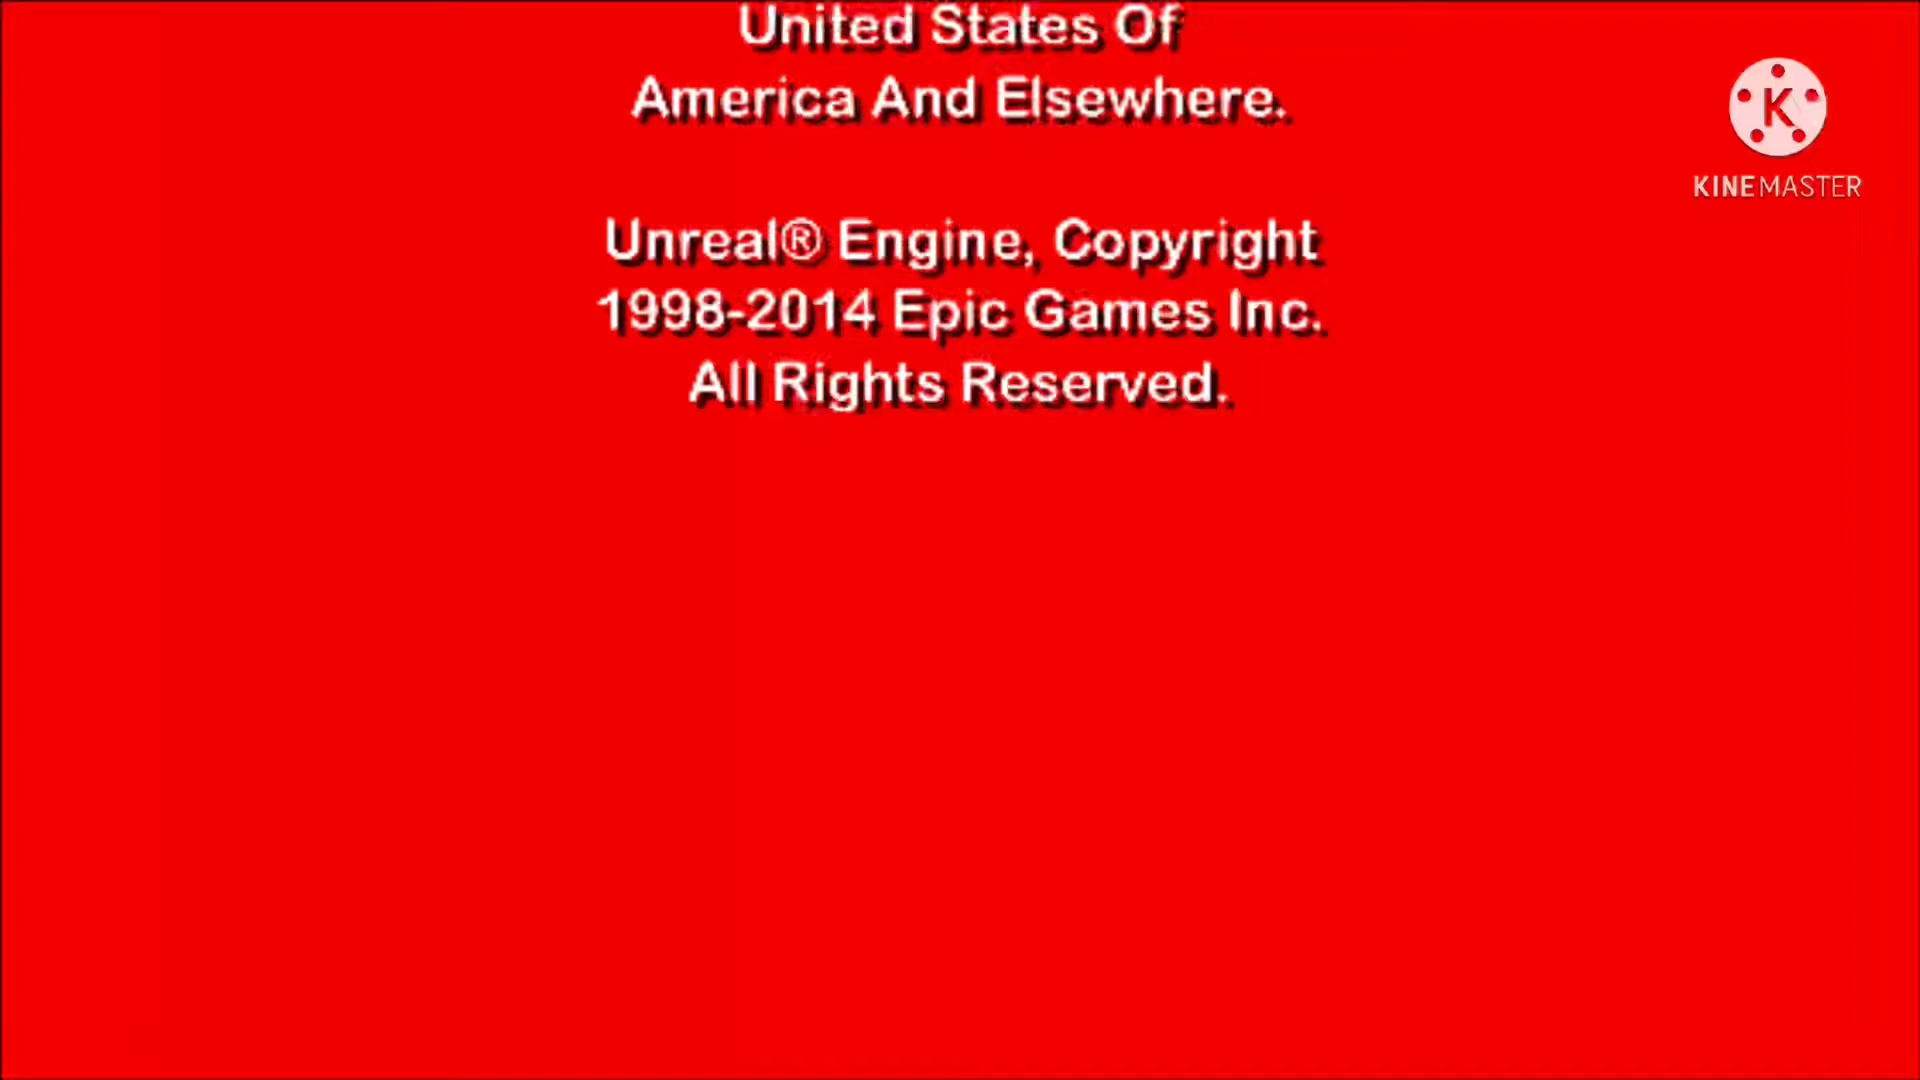 United States Of
America And Elsewhere.
Unreal® Engine, Copyright
1998-2014 Epic Games Inc.
All Rights Reserved.
K
KINEMASTER